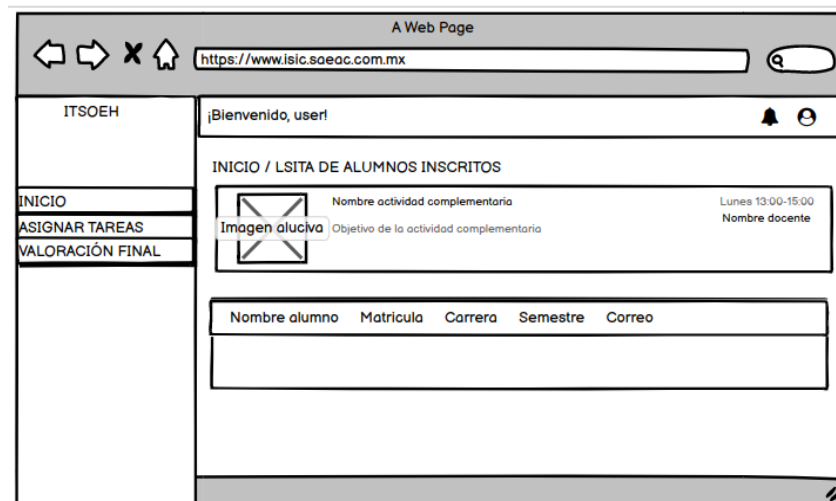 A Web Page
https://www.isic.saeac.com.mx
ITSOEH
¡Bienvenido, user!
INICIO / LSITA DE ALUMNOS INSCRITOS
INICIO
ASIGNAR TAREAS
VALORACIÓN FINAL
Nombre actividad complementaria
Lunes 13:00-15:00
Nombre docente
Imagen aluciva
Objetivo de la actividad complementaria
Nombre alumno Matricula Carrera Semestre Correo